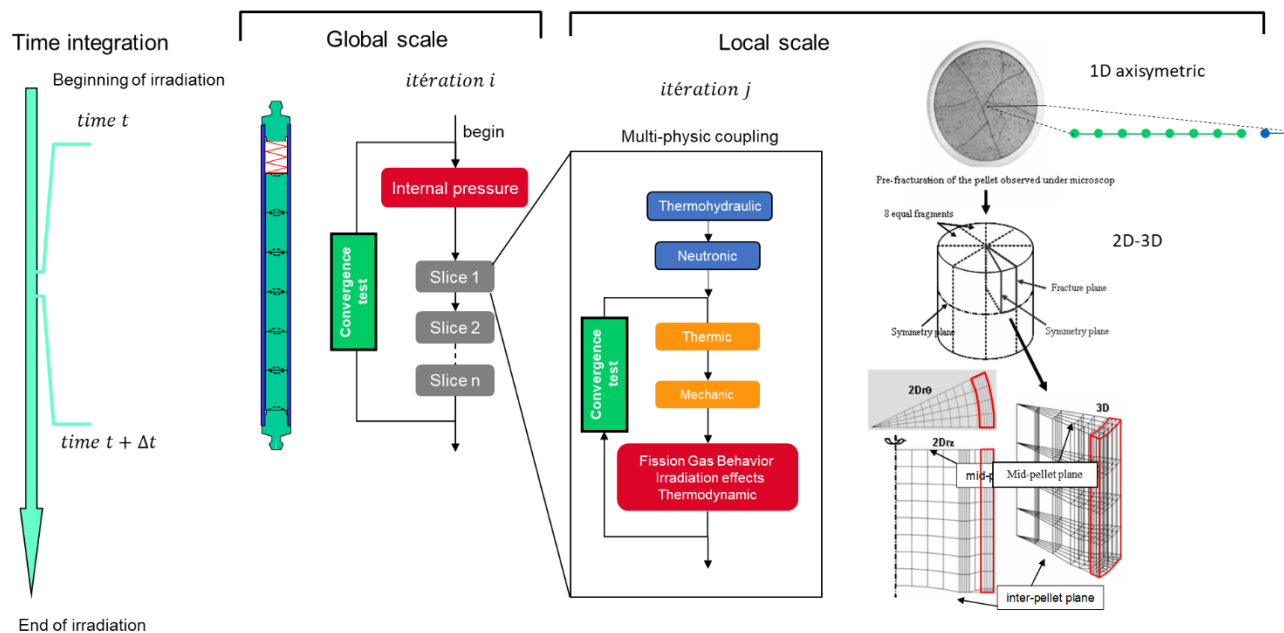 Time integration
Beginning of irradiation
time t
time t + Δt
End of irradiation
Global scale
itération i
begin
Internal pressure
Convergence
test
Slice 1
Slice 2
Slice n
Local scale
itération j
Multi-physic coupling
Thermohydraulic
Neutronic
Convergence
test
Thermic
Mechanic
Fission Gas Behavior
Irradiation effects
Thermodynamic
1D axisymetric
Pre-fracturation of the pellet observed under microscop
8 equal fragments
2D-3D
Fracture plane
Symmetry plane
Symmetry plane
2Drθ
3D
2Drz
mid-p
Mid-pellet plane
inter-pellet plane